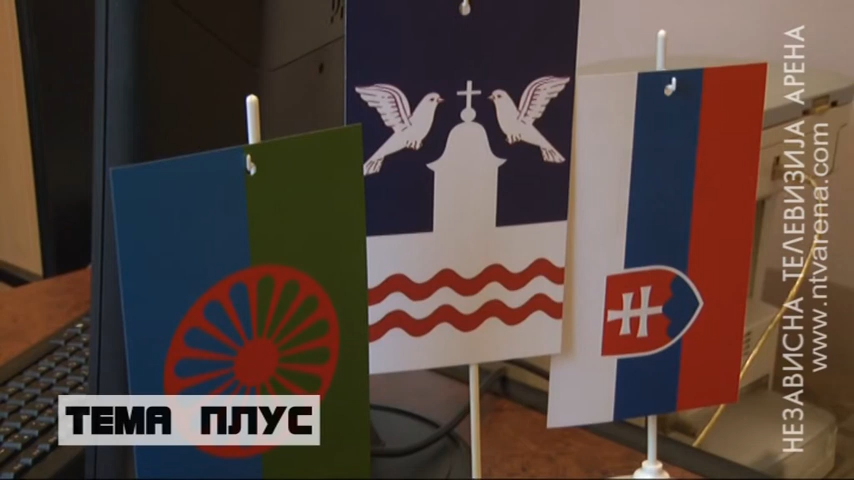 ТЕМА ПЛУС
НЕЗАВИСНА ТЕЛЕВИЗИЈА АРЕНА
www.ntvarena.com